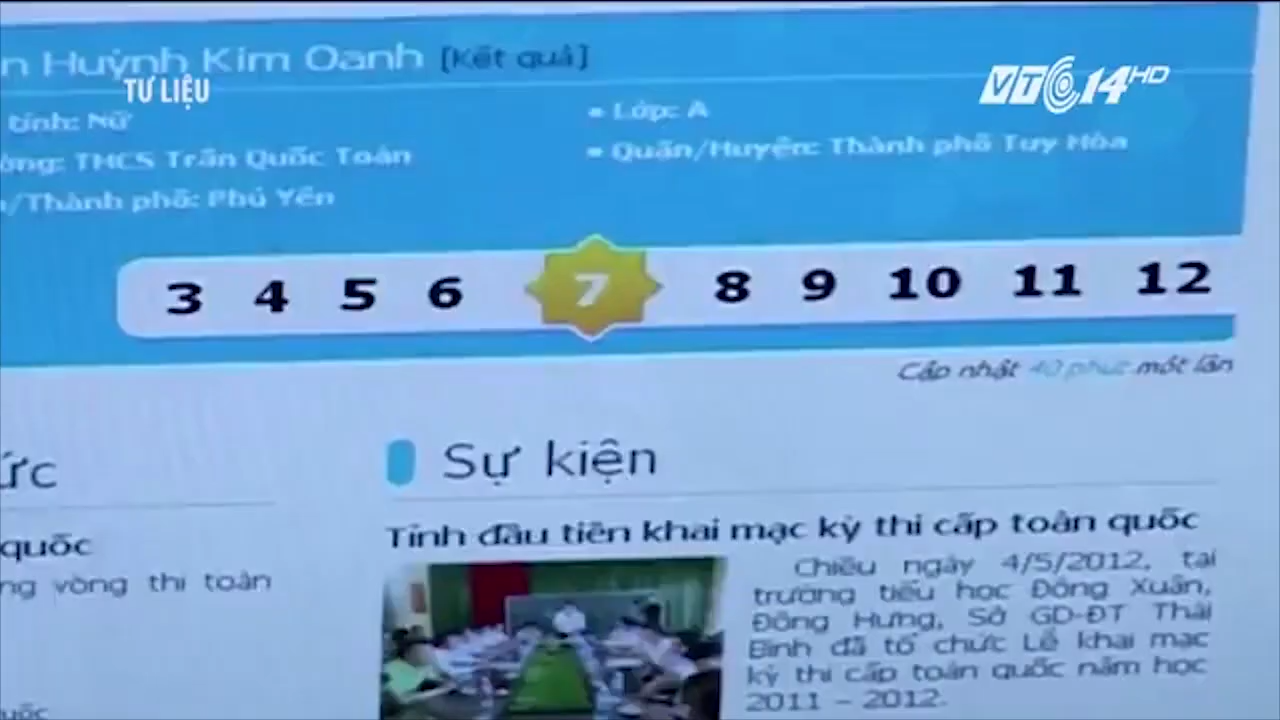 n Huỳnh Kim Oanh [Kết quả]
TƯ LIỆU
VTC14HD
tính: Nữ
• Lớp: A
ờng: THCS Trần Quốc Toản
• Quận/Huyện: Thành phố Tuy Hòa
/Thành phố: Phú Yên
3 4 5 6 7 8 9 10 11 12
Cập nhật 40 phút một lần
ức
Sự kiện
quốc
Tỉnh đầu tiên khai mạc kỳ thi cấp toàn quốc
ng vòng thi toàn
Chiều ngày 4/5/2012, tại
trường tiểu học Đông Xuân,
Đông Hưng, Sở GD-ĐT Thái
Bình đã tổ chức Lễ khai mạc
kỳ thi cấp toàn quốc năm học
2011 – 2012.
uốc